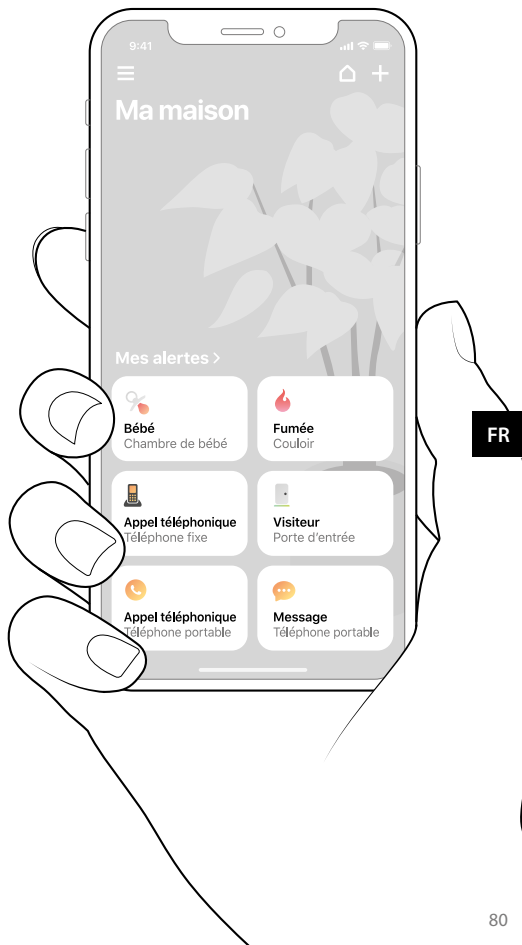 9:41
Ma maison
Mes alertes >
Bébé
Chambre de bébé
Fumée
Couloir
FR
Appel téléphonique
Téléphone fixe
Visiteur
Porte d'entrée
Appel téléphonique
Téléphone portable
Message
Téléphone portable
80